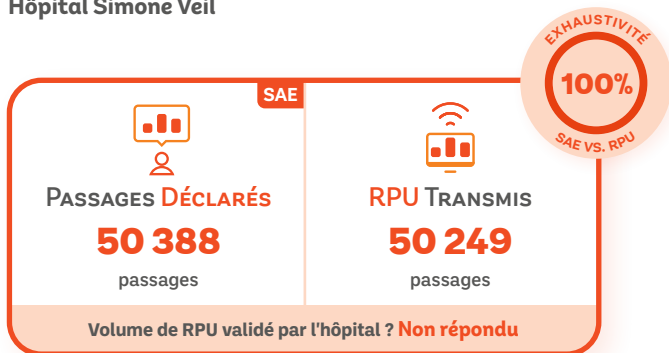 Hôpital Simone Veil
EXHAUSTIVITÉ
100%
SAE VS. RPU
SAE
PASSAGES DÉCLARÉS
50 388
passages
RPU TRANSMIS
50 249
passages
Volume de RPU validé par l'hôpital ? Non répondu